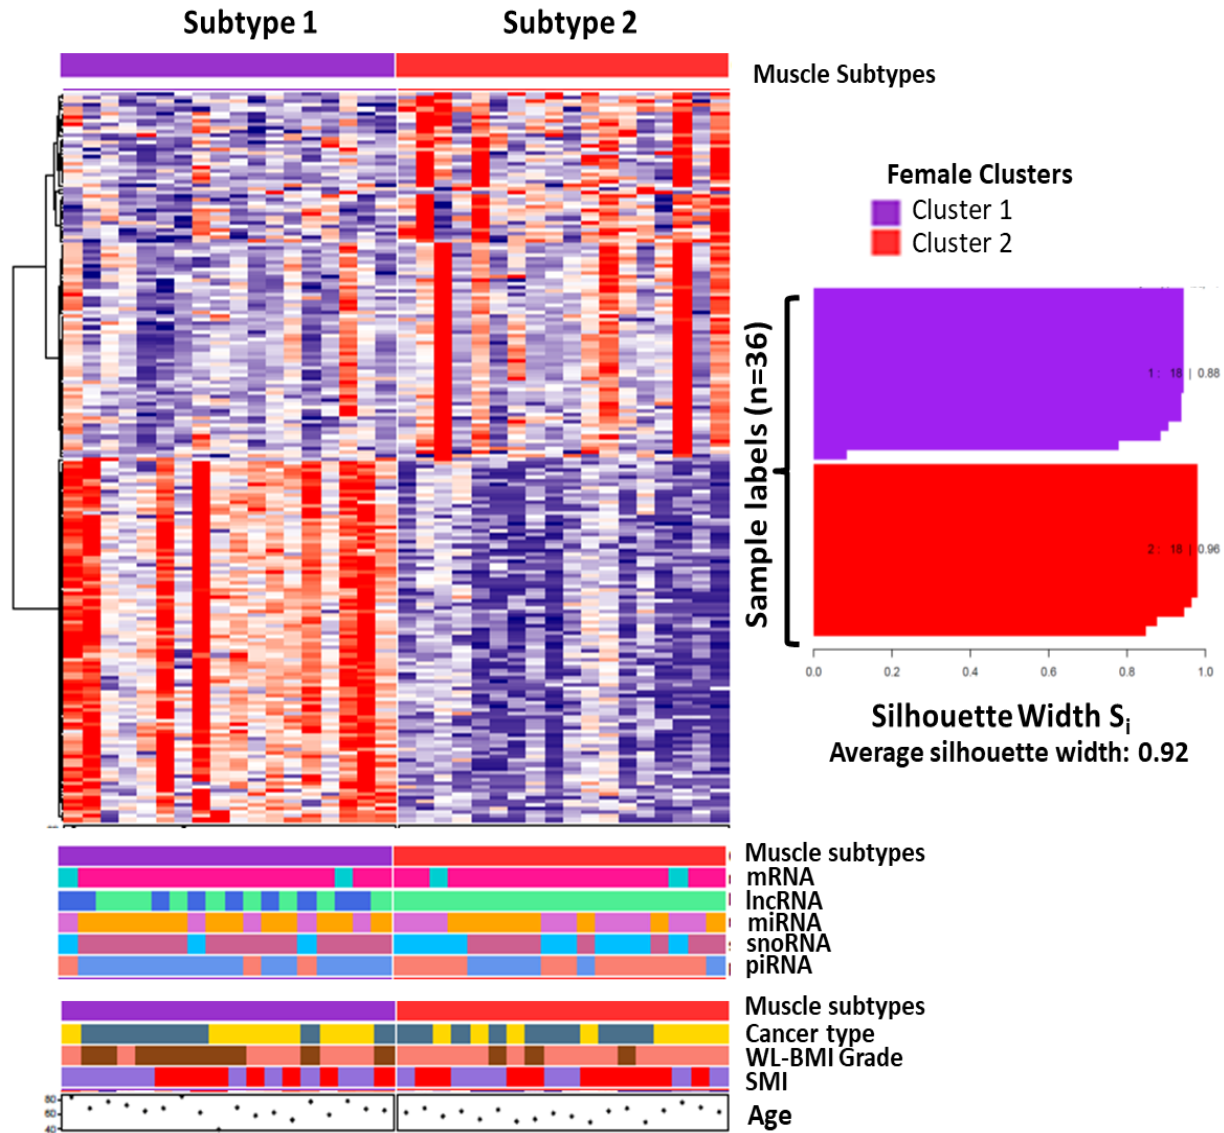 Subtype 1
Subtype 2
Muscle Subtypes
Female Clusters
Cluster 1
Cluster 2
Sample labels (n=36)
1 : 18 | 0.88
2 : 18 | 0.96
0.0 0.2 0.4 0.6 0.8 1.0
Silhouette Width Si
Average silhouette width: 0.92
Muscle subtypes
mRNA
lncRNA
miRNA
snoRNA
piRNA
Muscle subtypes
Cancer type
WL-BMI Grade
SMI
80
60
40
Age